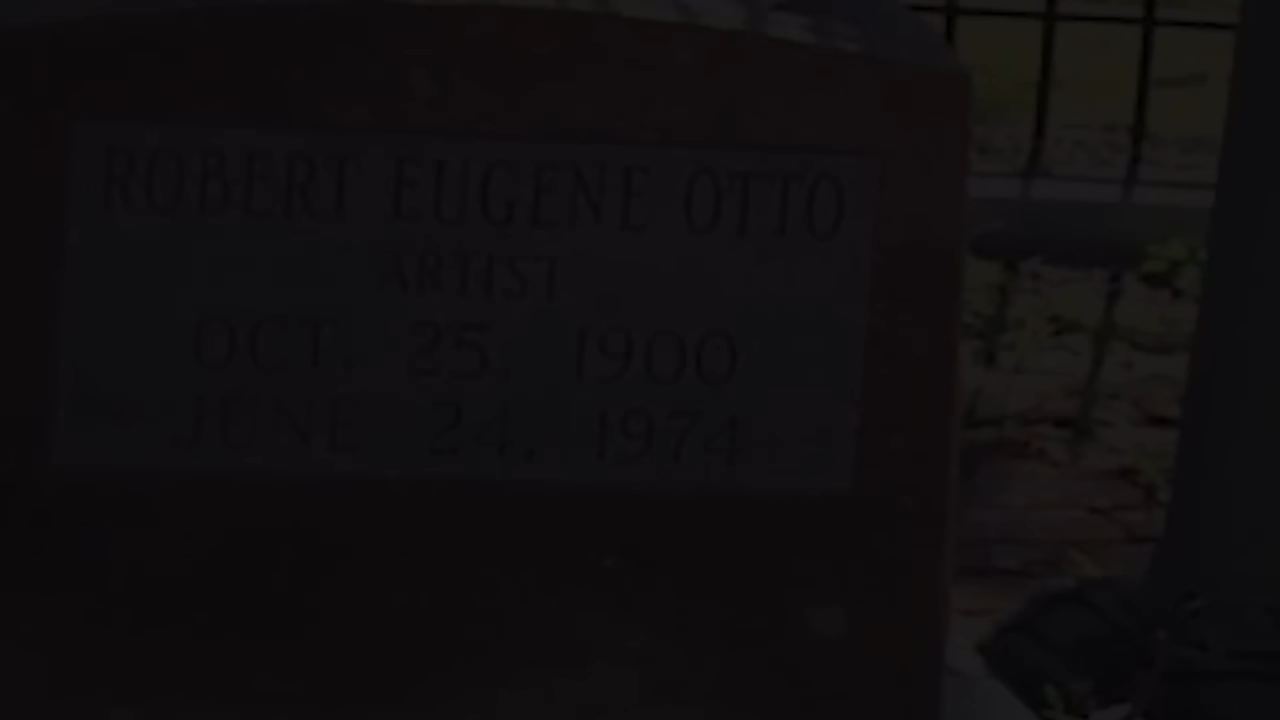 ROBERT EUGENE OTTO
ARTIST
OCT. 25, 1900
JUNE 24, 1974